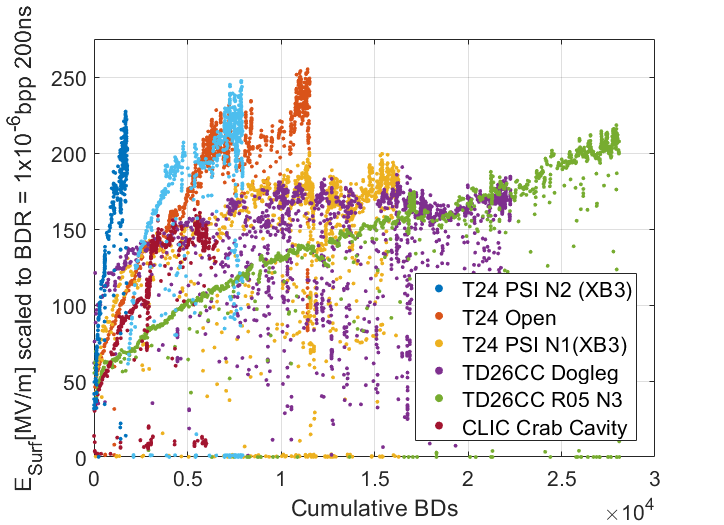 E_Surf[MV/m] scaled to BDR = 1x10^-6bpp 200ns
250
200
150
100
50
0
0
0.5
1
1.5
2
2.5
3
×10^4
Cumulative BDs
T24 PSI N2 (XB3)
T24 Open
T24 PSI N1(XB3)
TD26CC Dogleg
TD26CC R05 N3
CLIC Crab Cavity